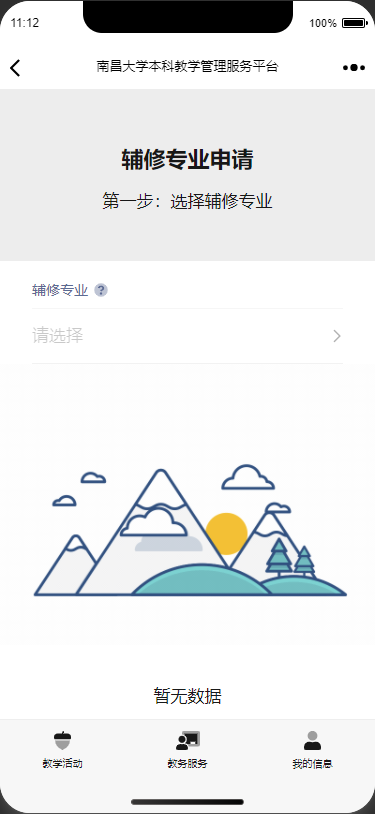 11:12
100%
南昌大学本科教学管理服务平台
辅修专业申请
第一步：选择辅修专业
辅修专业 ?
请选择
暂无数据
教学活动
教务服务
我的信息